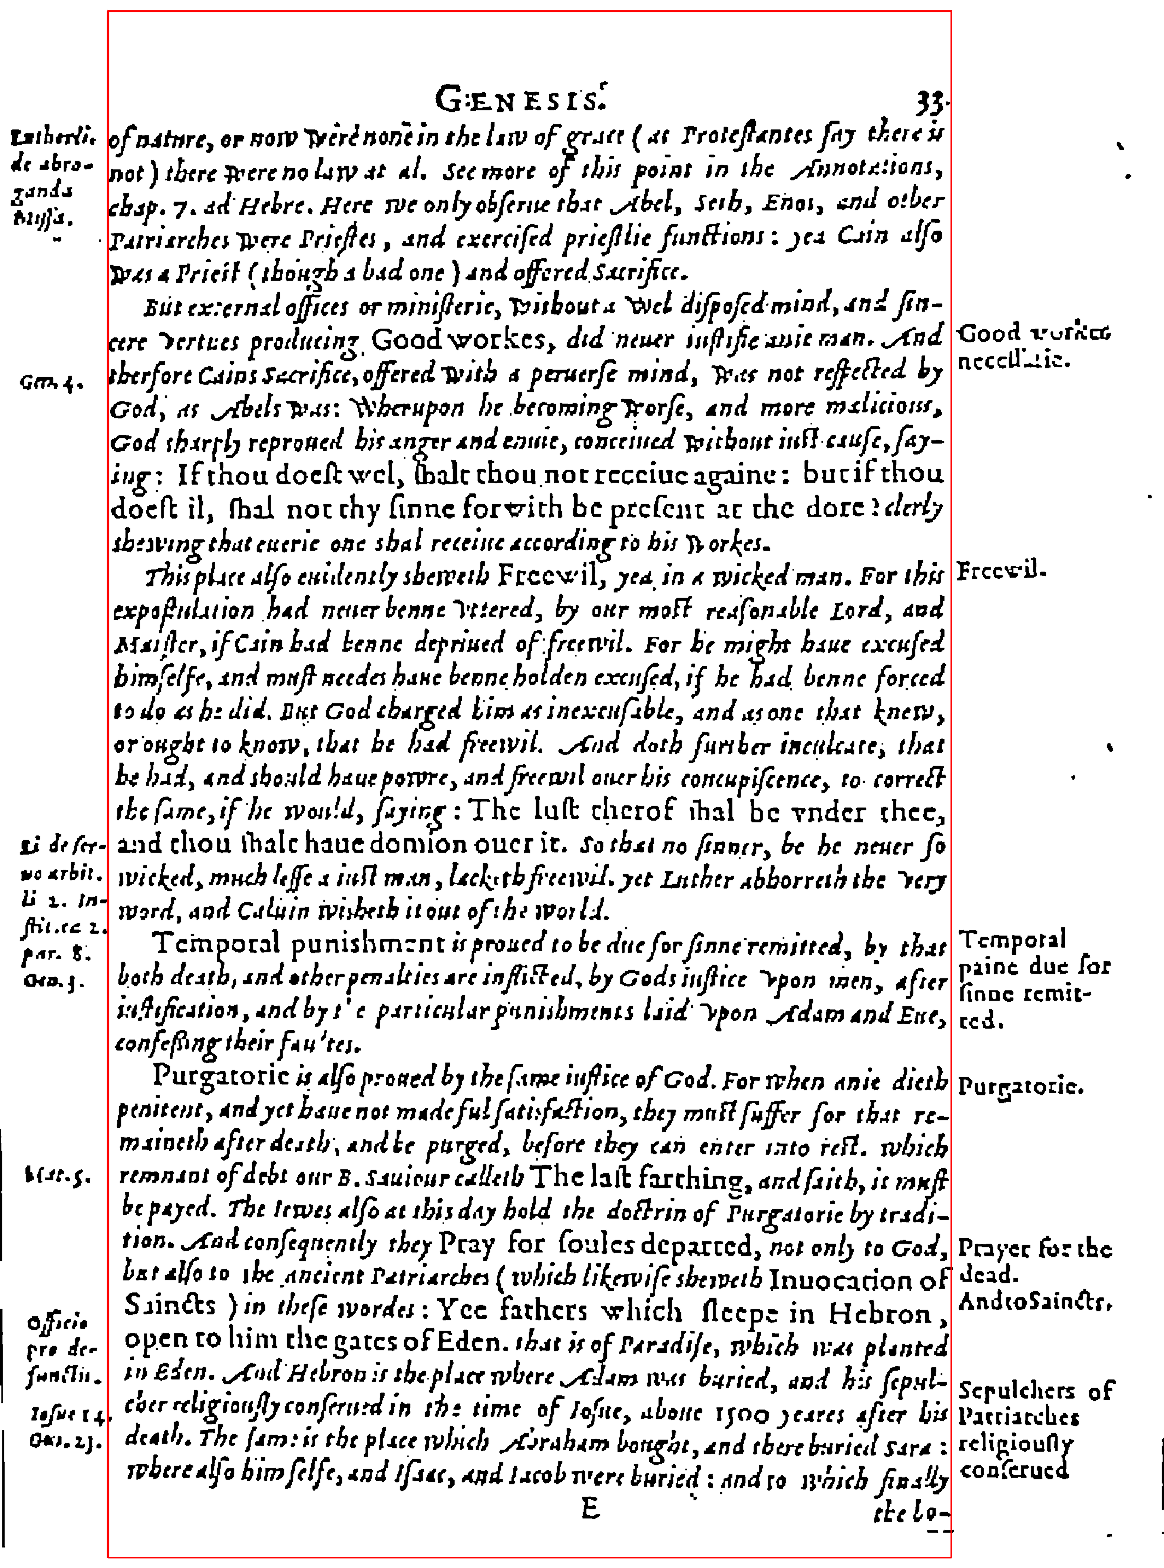 GENESIS. 33.
of nature, or now were none in the law of grace ( as Protestantes say there is
not ) there were no law at al. See more of this point in the Annotations,
chap. 7. ad Hebre. Here we only obserue that Abel, Seth, Enos, and other
Patriarches were Priestes, and exercised priestlie functions: yea Cain also
was a Priest (though a bad one ) and offered Sacrifice.
But external offices or ministerie, without a wel disposed mind, and sin-
cere vertues producing Good workes, did neuer iustifie anie man. And
therfore Cains Sacrifice, offered with a peruerse mind, was not respected by
God, as Abels was: Wherupon he becoming worse, and more malicious,
God sharply reproued his anger and enuie, conceiued without iust cause, say-
ing: If thou doest wel, shalt thou not receiue againe: but if thou
doest il, shal not thy sinne forwith be present at the dore? clerly
shewing that euerie one shal receiue according to his workes.
This place also euidently sheweth Freewil, yea in a wicked man. For this
expostulation had neuer benne vttered, by our most reasonable Lord, and
Maister, if Cain had benne depriued of freewil. For he might haue excused
himselfe, and must needes haue benne holden excused, if he had benne forced
to do as he did. But God charged him as inexcusable, and as one that knew,
or ought to know, that he had freewil. And doth further inculcate, that
he had, and should haue powre, and freewil ouer his concupiscence, to correct
the same, if he would, saying: The lust therof shal be vnder thee,
and thou shalt haue domion ouer it. So that no sinner, be he neuer so
wicked, much lesse a iust man, lacketh freewil. yet Luther abhorreth the very
word, and Caluin wisheth it out of the world.
Temporal punishment is proued to be due for sinne remitted, by that
both death, and other penalties are inflicted, by Gods iustice vpon men, after
iustification, and by the particular punishments laid vpon Adam and Eue,
confessing their faultes.
Purgatorie is also proued by the same iustice of God. For when anie dieth
penitent, and yet haue not made ful satisfaction, they must suffer for that re-
maineth after death, and be purged, before they can enter into rest. which
remnant of debt our B. Sauiour calleth The last farthing, and saith, it must
be payed. The Iewes also at this day hold the doctrin of Purgatorie by tradi-
tion. And consequently they Pray for soules departed, not only to God,
but also to the ancient Patriarches ( which likewise sheweth Inuocation of
Saincts ) in these wordes: Yee fathers which sleepe in Hebron,
open to him the gates of Eden. that is of Paradise, which was planted
in Eden. And Hebron is the place where Adam was buried, and his sepul-
cher religiously conserued in the time of Iosue, aboue 1500 yeares after his
death. The same is the place which Abraham bought, and there buried Sara:
where also himselfe, and Isaac, and Iacob were buried: and to which finally
E
the bo-
Luther li.
de abro-
ganda
Missa.
Gen. 4.
Li de ser-
uo arbit.
li 2. In-
stit. ca 2.
par. 8.
Gen. 3.
Mat. 5.
Officio
pro de-
functis.
Iosue 14.
Gen. 23.
Good workes
necessarie.
Freewil.
Temporal
paine due for
sinne remit-
ted.
Purgatorie.
Prayer for the
dead.
And to Saincts.
Sepulchers of
Patriarches
religiously
conserued